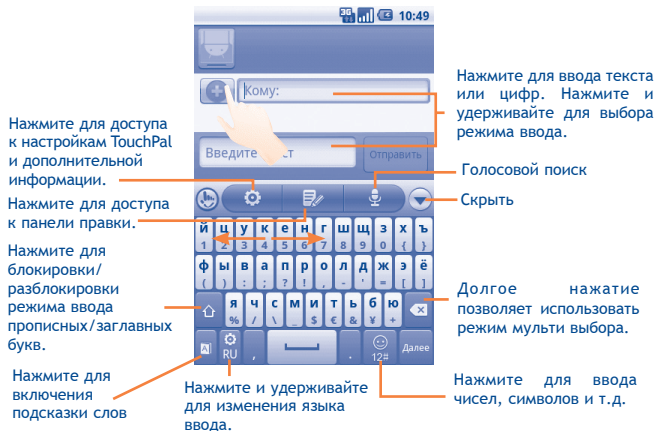 3G 10:49
Кому:
Введите текст
Отправить
й ц у к е н г ш щ з х ъ
1 2 3 4 5 6 7 8 9 0 { }
ф ы в а п р о л д ж э ё
( ) : ; ? ! , - ' = [ ]
я ч с м и т ь б ю
% / \ _ $ € & ¥ +
RU , . 12# Далее
Нажмите для доступа
к настройкам TouchPal
и дополнительной
информации.
Нажмите для доступа
к панели правки.
Нажмите для
блокировки/
разблокировки
режима ввода
прописных/заглавных
букв.
Нажмите для
включения
подсказки слов
Нажмите и удерживайте
для изменения языка
ввода.
Нажмите для ввода текста
или цифр. Нажмите и
удерживайте для выбора
режима ввода.
Голосовой поиск
Скрыть
Долгое нажатие
позволяет использовать
режим мульти выбора.
Нажмите для ввода
чисел, символов и т.д.